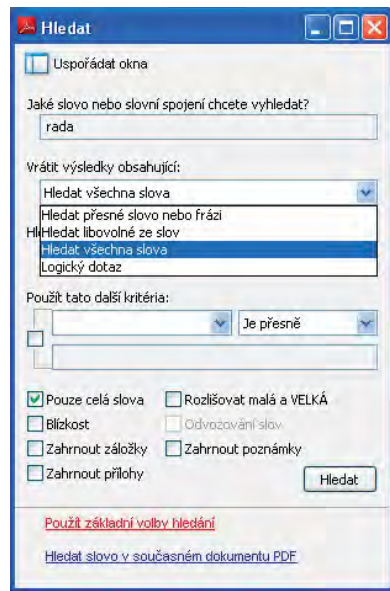 Hledat
Uspořádat okna
Jaké slovo nebo slovní spojení chcete vyhledat?
rada
Vrátit výsledky obsahující:
Hledat všechna slova
Hledat přesné slovo nebo frázi
Hl Hledat libovolné ze slov
Hledat všechna slova
Logický dotaz
Použít tato další kritéria:
Je přesně
Pouze celá slova Rozlišovat malá a VELKÁ
Blízkost Odvozování slov
Zahrnout záložky Zahrnout poznámky
Zahrnout přílohy Hledat
Použít základní volby hledání
Hledat slovo v současném dokumentu PDF